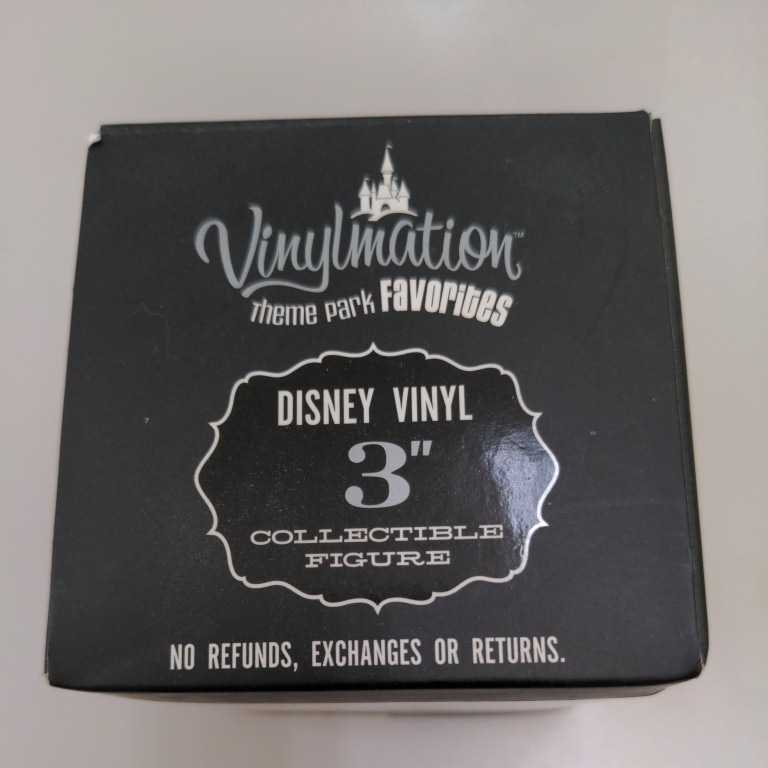 Vinylmation™
Theme Park Favorites
DISNEY VINYL
3"
COLLECTIBLE
FIGURE
NO REFUNDS, EXCHANGES OR RETURNS.